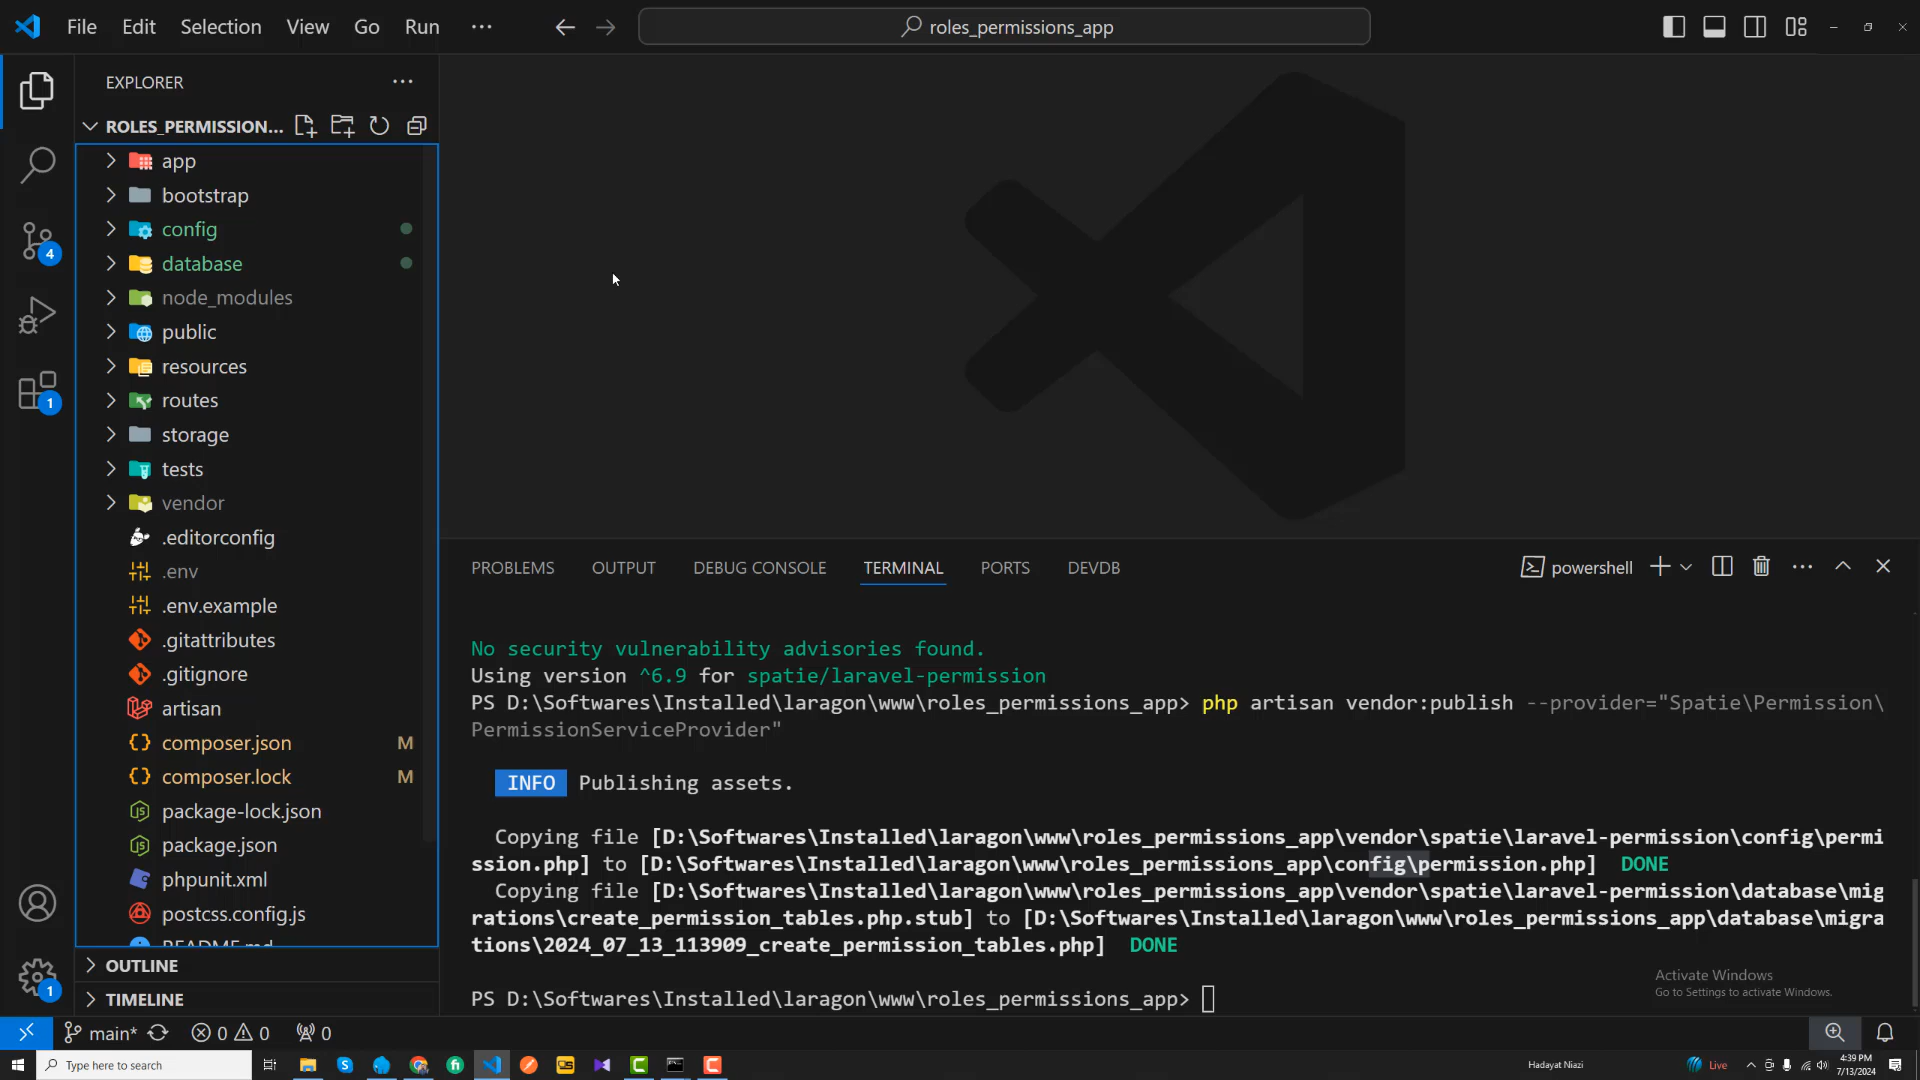 File Edit Selection View Go Run ···
roles_permissions_app
EXPLORER
ROLES_PERMISSION...
app
bootstrap
config
database
node_modules
public
resources
routes
storage
tests
vendor
.editorconfig
.env
.env.example
.gitattributes
.gitignore
artisan
composer.json M
composer.lock M
package-lock.json
package.json
phpunit.xml
postcss.config.js
README.md
OUTLINE
TIMELINE
4
1
1
PROBLEMS OUTPUT DEBUG CONSOLE TERMINAL PORTS DEVDB
powershell
No security vulnerability advisories found.
Using version ^6.9 for spatie/laravel-permission
PS D:\Softwares\Installed\laragon\www\roles_permissions_app> php artisan vendor:publish --provider="Spatie\Permission\
PermissionServiceProvider"
INFO Publishing assets.
Copying file [D:\Softwares\Installed\laragon\www\roles_permissions_app\vendor\spatie\laravel-permission\config\permi
ssion.php] to [D:\Softwares\Installed\laragon\www\roles_permissions_app\config\permission.php] DONE
Copying file [D:\Softwares\Installed\laragon\www\roles_permissions_app\vendor\spatie\laravel-permission\database\mig
rations\create_permission_tables.php.stub] to [D:\Softwares\Installed\laragon\www\roles_permissions_app\database\migra
tions\2024_07_13_113909_create_permission_tables.php] DONE
PS D:\Softwares\Installed\laragon\www\roles_permissions_app>
Activate Windows
Go to Settings to activate Windows.
main* 0 0 0
Type here to search
Hadayat Niazi
Live
4:39 PM
7/13/2024